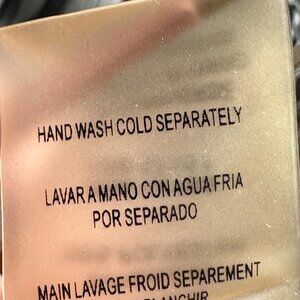 HAND WASH COLD SEPARATELY
LAVAR A MANO CON AGUA FRIA
POR SEPARADO
MAIN LAVAGE FROID SEPAREMENT